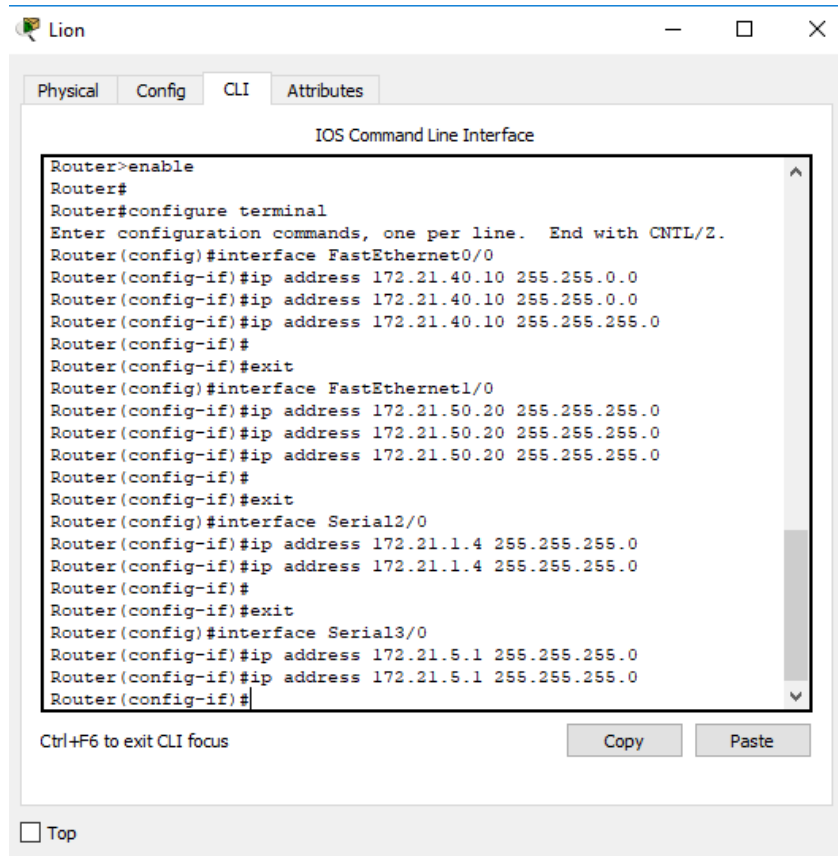 Lion
Physical Config CLI Attributes
IOS Command Line Interface
Router>enable
Router#
Router#configure terminal
Enter configuration commands, one per line.  End with CNTL/Z.
Router(config)#interface FastEthernet0/0
Router(config-if)#ip address 172.21.40.10 255.255.0.0
Router(config-if)#ip address 172.21.40.10 255.255.0.0
Router(config-if)#ip address 172.21.40.10 255.255.255.0
Router(config-if)#
Router(config-if)#exit
Router(config)#interface FastEthernet1/0
Router(config-if)#ip address 172.21.50.20 255.255.255.0
Router(config-if)#ip address 172.21.50.20 255.255.255.0
Router(config-if)#ip address 172.21.50.20 255.255.255.0
Router(config-if)#
Router(config-if)#exit
Router(config)#interface Serial2/0
Router(config-if)#ip address 172.21.1.4 255.255.255.0
Router(config-if)#ip address 172.21.1.4 255.255.255.0
Router(config-if)#
Router(config-if)#exit
Router(config)#interface Serial3/0
Router(config-if)#ip address 172.21.5.1 255.255.255.0
Router(config-if)#ip address 172.21.5.1 255.255.255.0
Router(config-if)#
Ctrl+F6 to exit CLI focus Copy Paste
Top